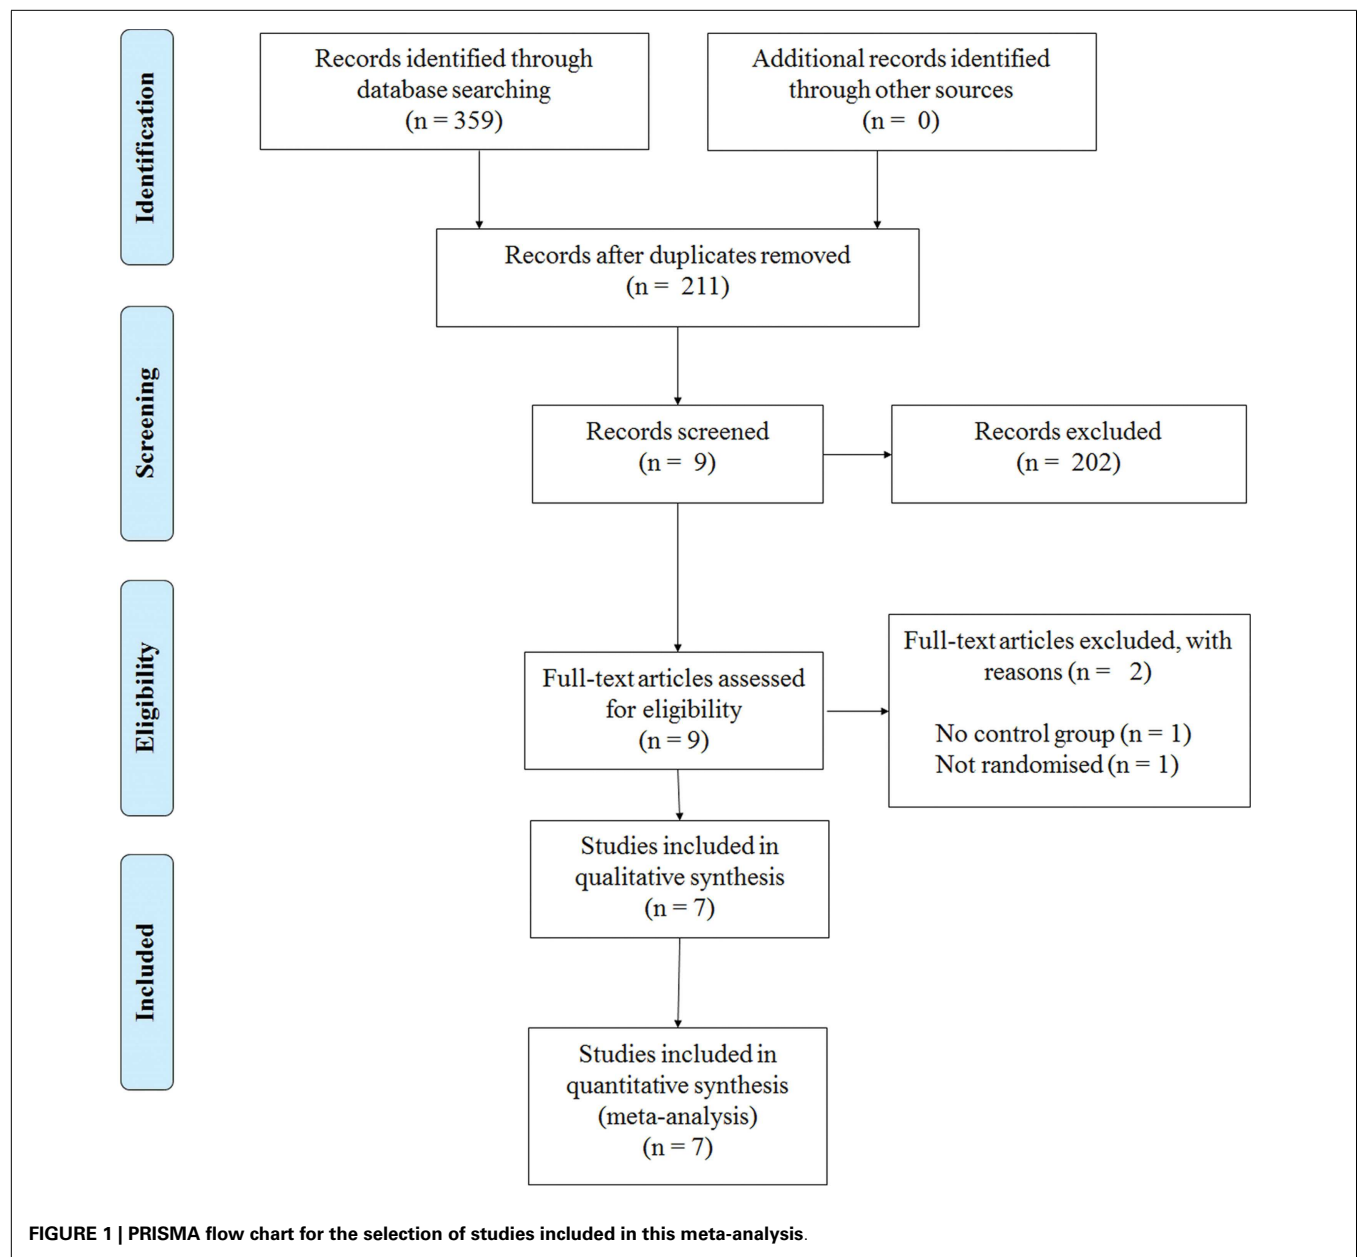 Identification
Records identified through
database searching
(n = 359)
Additional records identified
through other sources
(n = 0)
Records after duplicates removed
(n = 211)
Screening
Records screened
(n = 9)
Records excluded
(n = 202)
Eligibility
Full-text articles assessed
for eligibility
(n = 9)
Full-text articles excluded, with
reasons (n = 2)
No control group (n = 1)
Not randomised (n = 1)
Included
Studies included in
qualitative synthesis
(n = 7)
Studies included in
quantitative synthesis
(meta-analysis)
(n = 7)
FIGURE 1 | PRISMA flow chart for the selection of studies included in this meta-analysis.